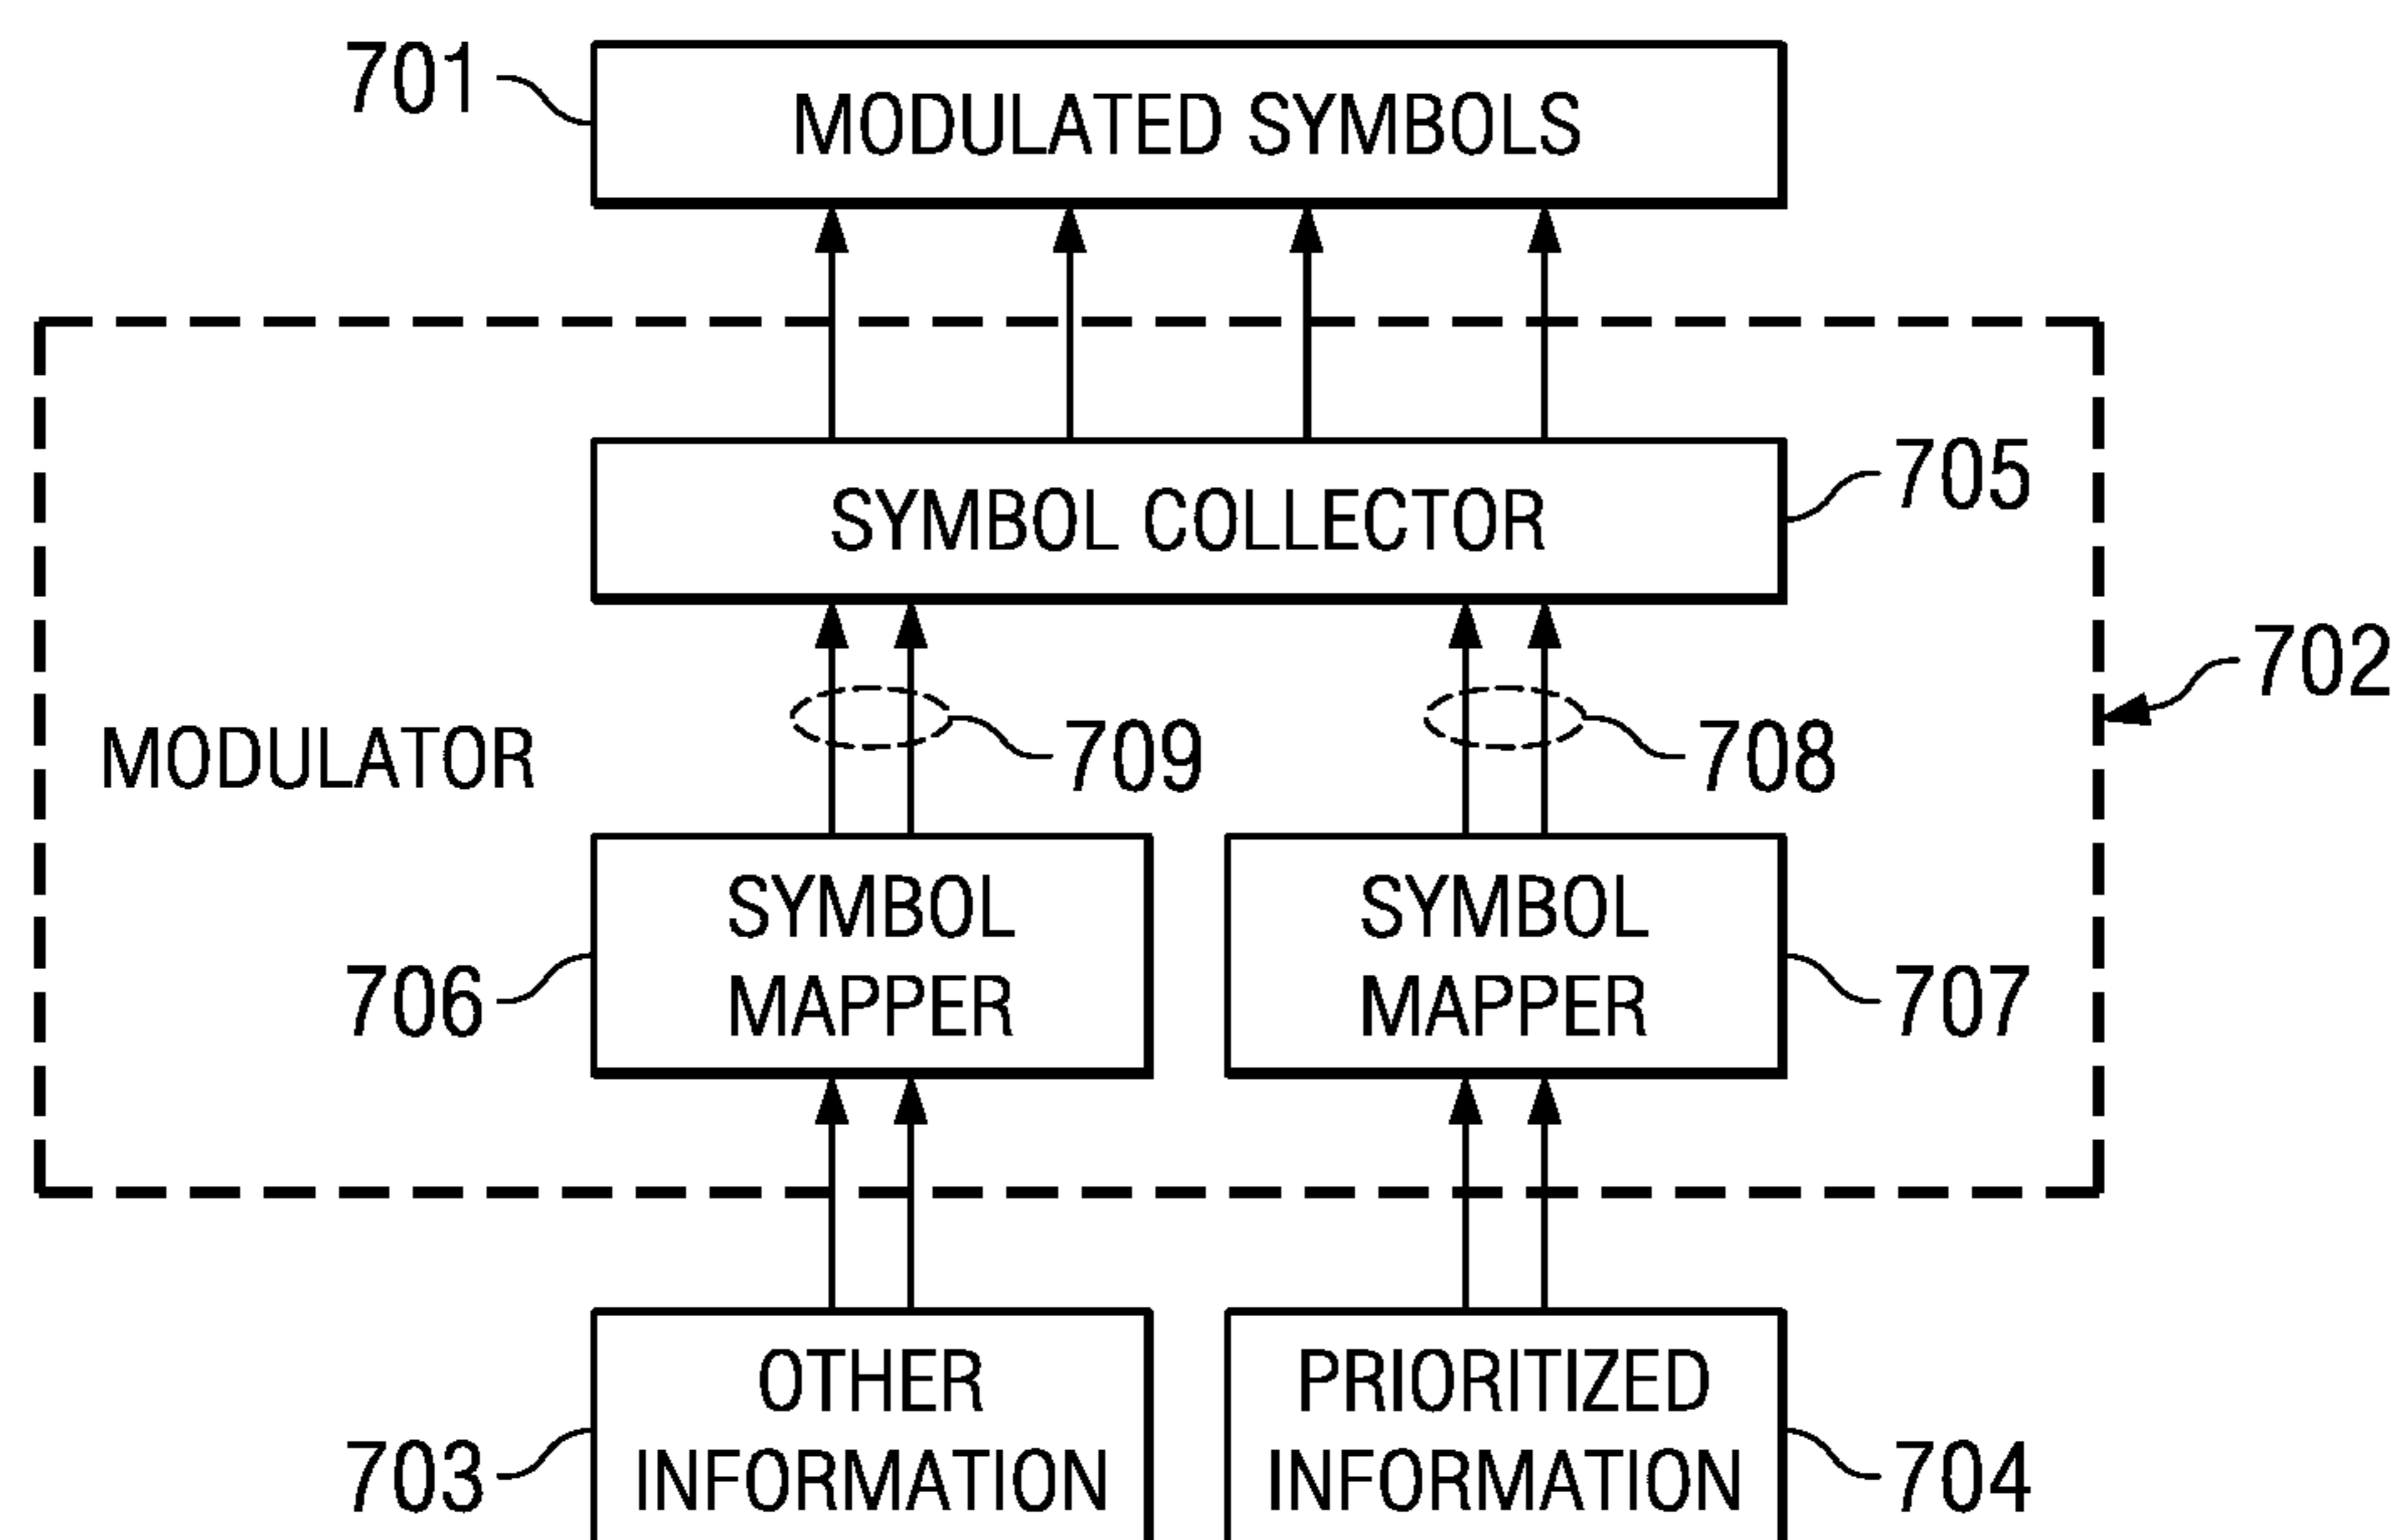 701
MODULATED SYMBOLS
SYMBOL COLLECTOR
705
702
MODULATOR
709
708
SYMBOL
MAPPER
706
SYMBOL
MAPPER
707
OTHER
INFORMATION
703
PRIORITIZED
INFORMATION
704